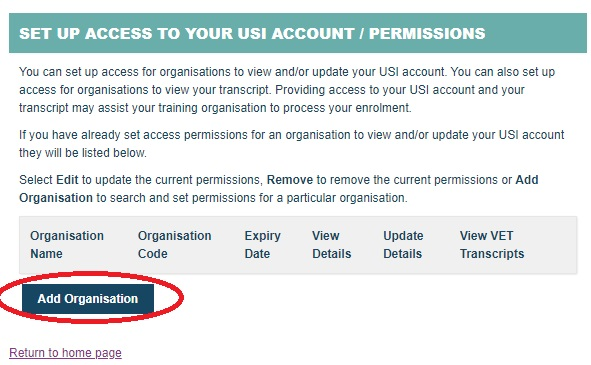 SET UP ACCESS TO YOUR USI ACCOUNT / PERMISSIONS
You can set up access for organisations to view and/or update your USI account. You can also set up
access for organisations to view your transcript. Providing access to your USI account and your
transcript may assist your training organisation to process your enrolment.
If you have already set access permissions for an organisation to view and/or update your USI account
they will be listed below.
Select Edit to update the current permissions, Remove to remove the current permissions or Add
Organisation to search and set permissions for a particular organisation.
Organisation Organisation Expiry View Update View VET
Name Code Date Details Details Transcripts
Add Organisation
Return to home page